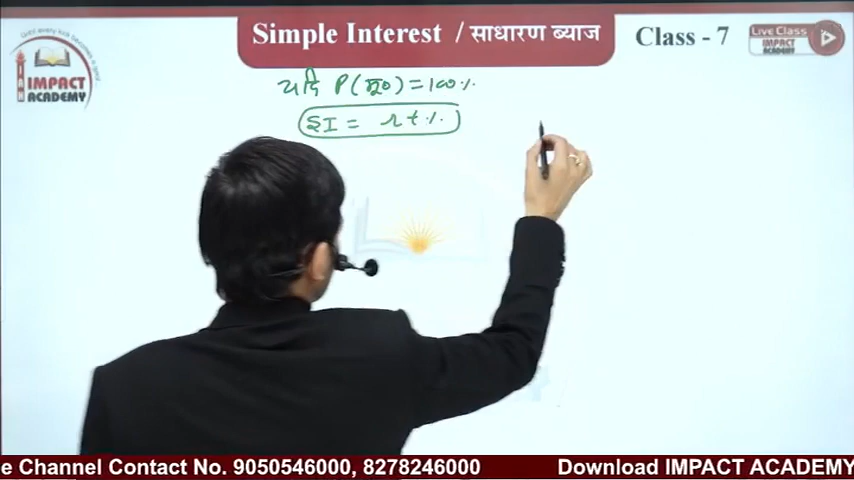 Simple Interest / साधारण ब्याज
Class - 7
Live Class
IMPACT
ACADEMY
IMPACT
ACADEMY
यदि P (मू०) = 100%
SI = rt%
e Channel Contact No. 9050546000, 8278246000
Download IMPACT ACADEMY